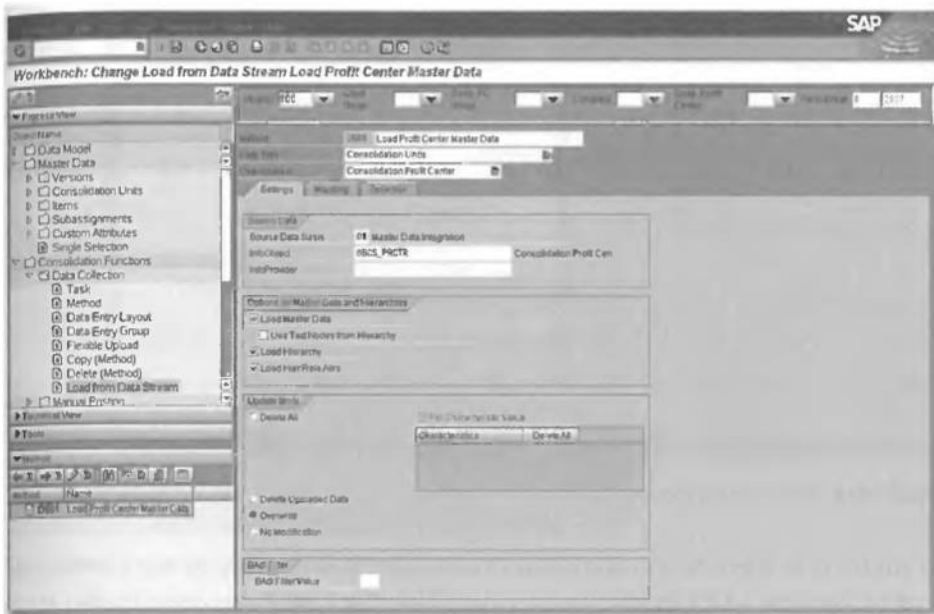 SAP
Workbench: Change Load from Data Stream Load Profit Center Master Data
100
2007
Process View
Data Model
Master Data
Versions
Consolidation Units
Items
Subassignments
Custom Attributes
Single Selection
Consolidation Functions
Data Collection
Task
Method
Data Entry Layout
Data Entry Group
Flexible Upload
Copy (Method)
Delete (Method)
Load from Data Stream
Manual Posting
Technical View
Tools
Method
Name
Load Profit Center Master Data
Load Profit Center Master Data
Consolidation Units
Consolidation Profit Center
Settings
Mapping
Selection
Source Data
Source Data Basis 01 Master Data Integration
InfoObject 0BCS_PRCTR Consolidation Profit Cen
InfoProvider
Options for Master Data and Hierarchies
Load Master Data
Use Text Nodes from Hierarchy
Load Hierarchy
Update Mode
Delete All
Per Characteristic Value
Characteristics Delete All
Delete Uploaded Data
Overwrite
No Modification
BAdI Filter
BAdI Filter Value